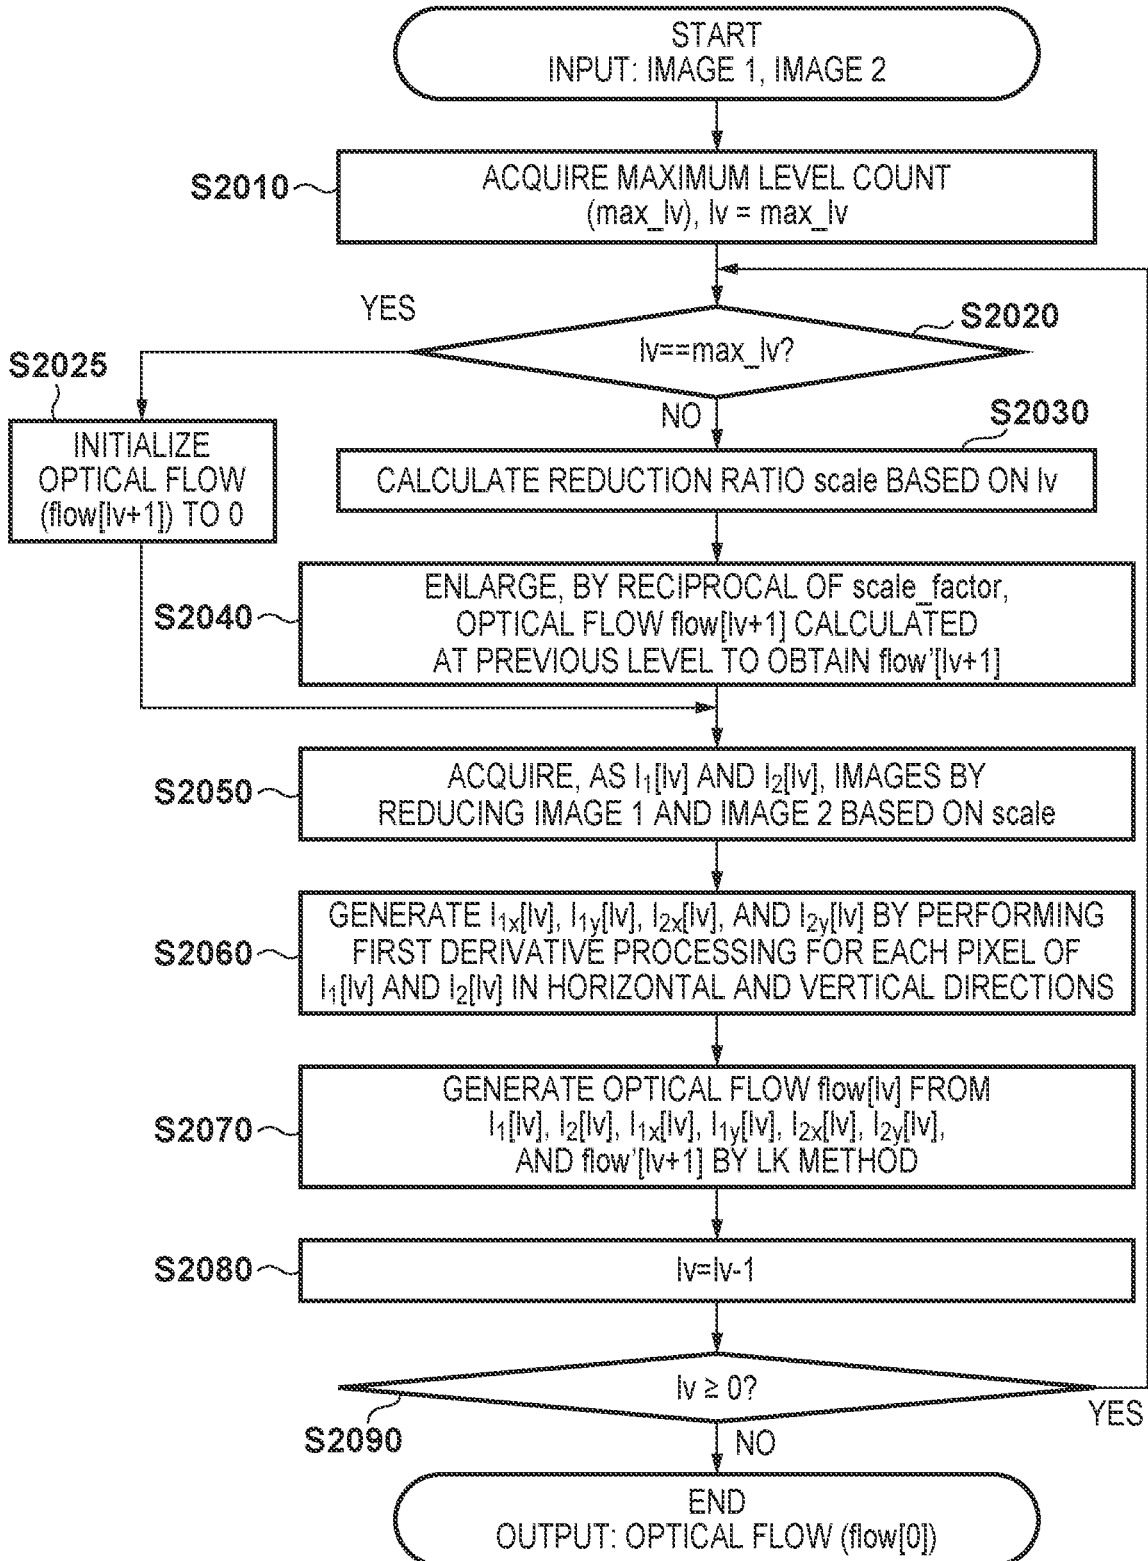 START
INPUT: IMAGE 1, IMAGE 2
S2010
ACQUIRE MAXIMUM LEVEL COUNT
(max_lv), lv = max_lv
YES
S2020
lv==max_lv?
S2025
NO
S2030
INITIALIZE
OPTICAL FLOW
(flow[lv+1]) TO 0
CALCULATE REDUCTION RATIO scale BASED ON lv
S2040
ENLARGE, BY RECIPROCAL OF scale_factor,
OPTICAL FLOW flow[lv+1] CALCULATED
AT PREVIOUS LEVEL TO OBTAIN flow'[lv+1]
S2050
ACQUIRE, AS I₁[lv] AND I₂[lv], IMAGES BY
REDUCING IMAGE 1 AND IMAGE 2 BASED ON scale
S2060
GENERATE I₁ₓ[lv], I₁y[lv], I₂ₓ[lv], AND I₂y[lv] BY PERFORMING
FIRST DERIVATIVE PROCESSING FOR EACH PIXEL OF
I₁[lv] AND I₂[lv] IN HORIZONTAL AND VERTICAL DIRECTIONS
S2070
GENERATE OPTICAL FLOW flow[lv] FROM
I₁[lv], I₂[lv], I₁ₓ[lv], I₁y[lv], I₂ₓ[lv], I₂y[lv],
AND flow'[lv+1] BY LK METHOD
S2080
lv=lv-1
lv ≥ 0?
YES
S2090
NO
END
OUTPUT: OPTICAL FLOW (flow[0])